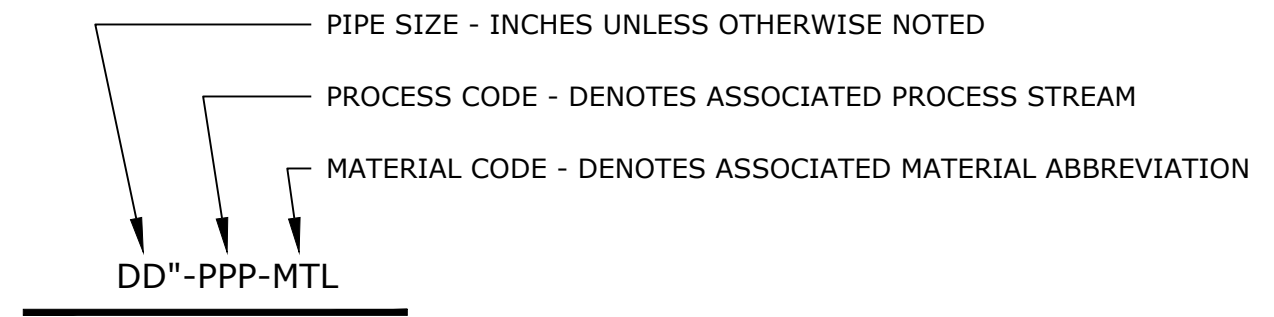 PIPE SIZE - INCHES UNLESS OTHERWISE NOTED
PROCESS CODE - DENOTES ASSOCIATED PROCESS STREAM
MATERIAL CODE - DENOTES ASSOCIATED MATERIAL ABBREVIATION
DD"-PPP-MTL